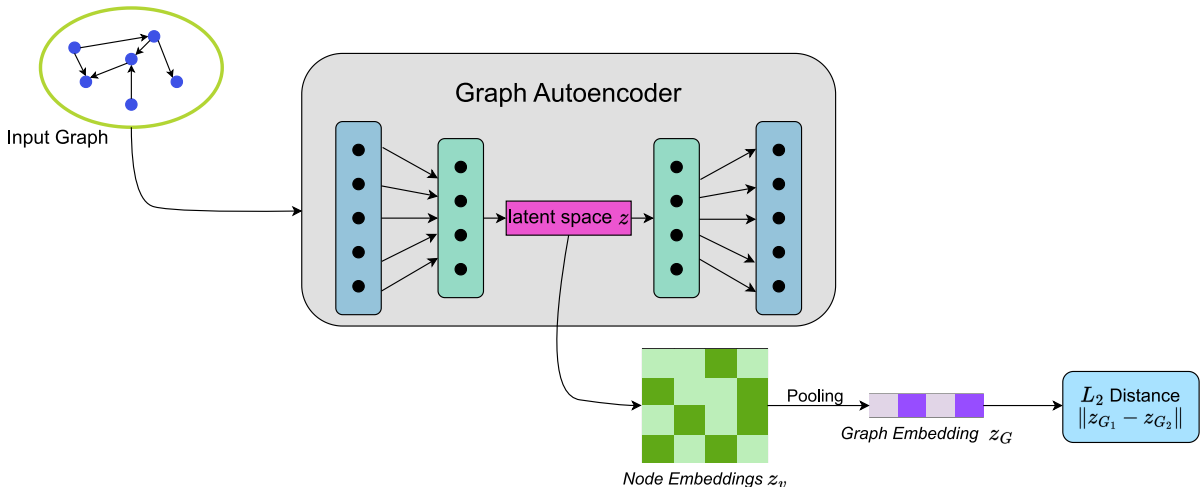 Input Graph
Graph Autoencoder
latent space z
Pooling
Node Embeddings z_v
Graph Embedding z_G
L_2 Distance
‖z_{G_1} − z_{G_2}‖